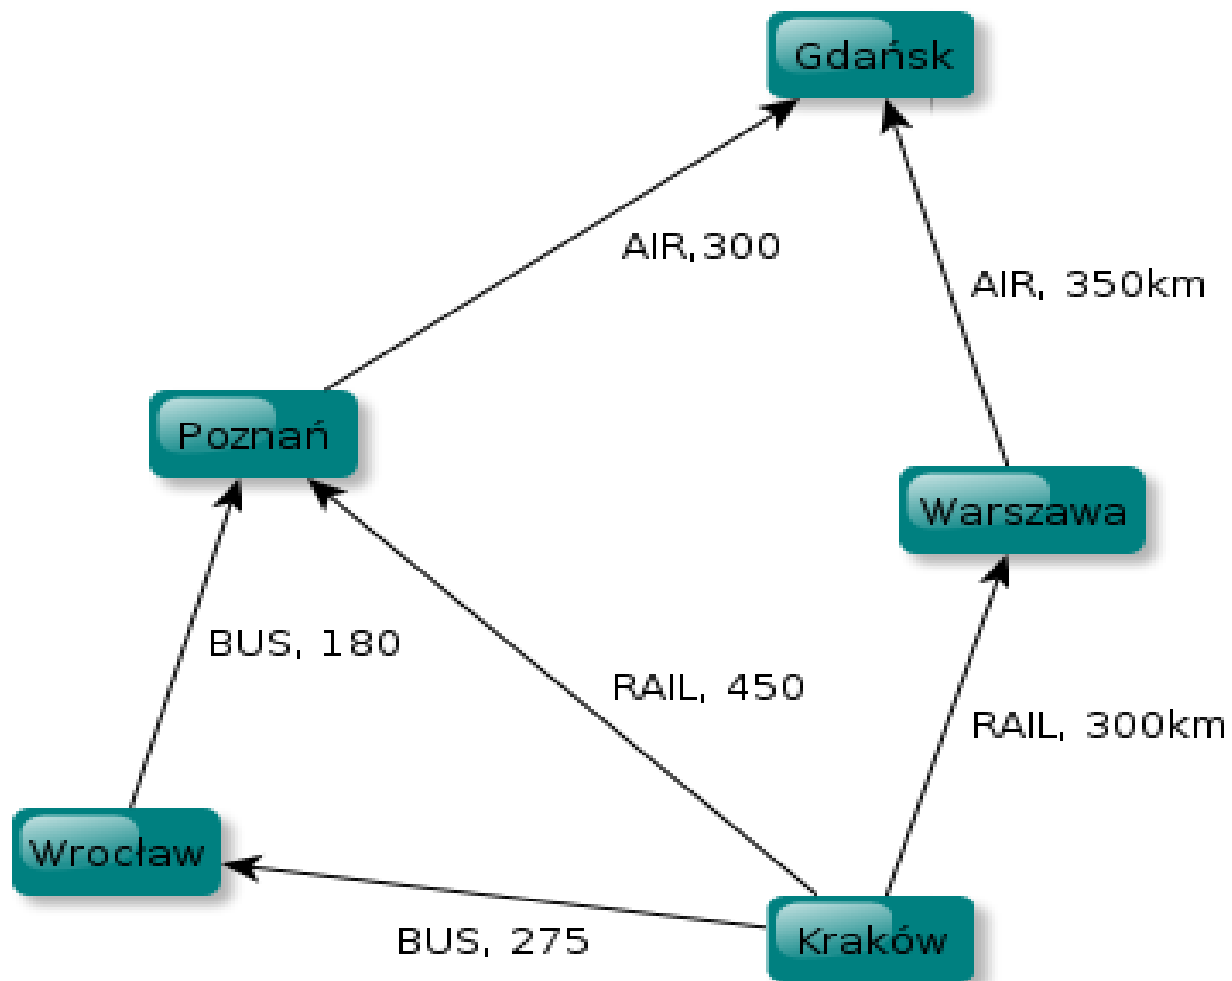 Gdańsk
AIR, 300
AIR, 350km
Poznań
Warszawa
BUS, 180
RAIL, 450
RAIL, 300km
Wrocław
BUS, 275
Kraków